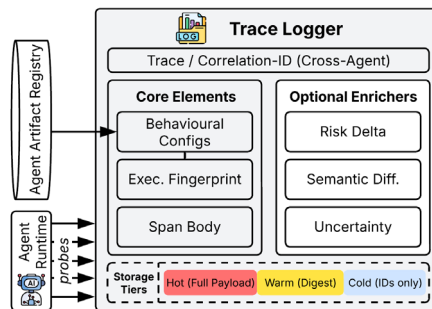 LOG
Trace Logger
Trace / Correlation-ID (Cross-Agent)
Agent Artifact Registry
Core Elements
Behavioural
Configs
Exec. Fingerprint
Span Body
Optional Enrichers
Risk Delta
Semantic Diff.
Uncertainty
Agent
Runtime
AI
probes
Storage
Tiers
Hot (Full Payload)
Warm (Digest)
Cold (IDs only)